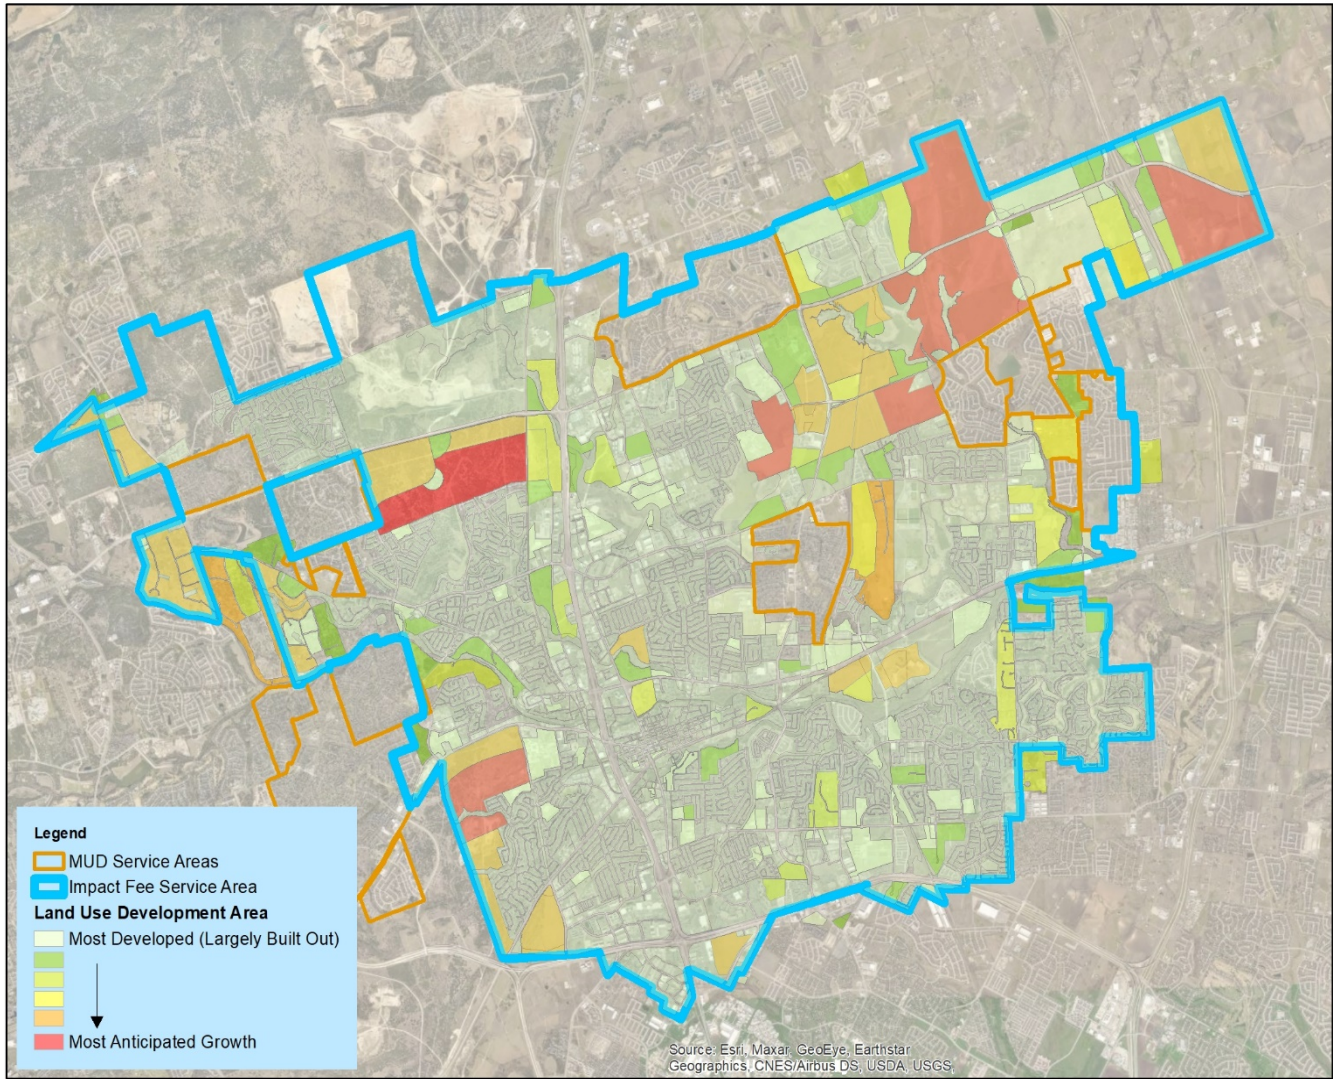 Legend
MUD Service Areas
Impact Fee Service Area
Land Use Development Area
Most Developed (Largely Built Out)
Most Anticipated Growth
Source: Esri, Maxar, GeoEye, Earthstar
Geographics, CNES/Airbus DS, USDA, USGS,